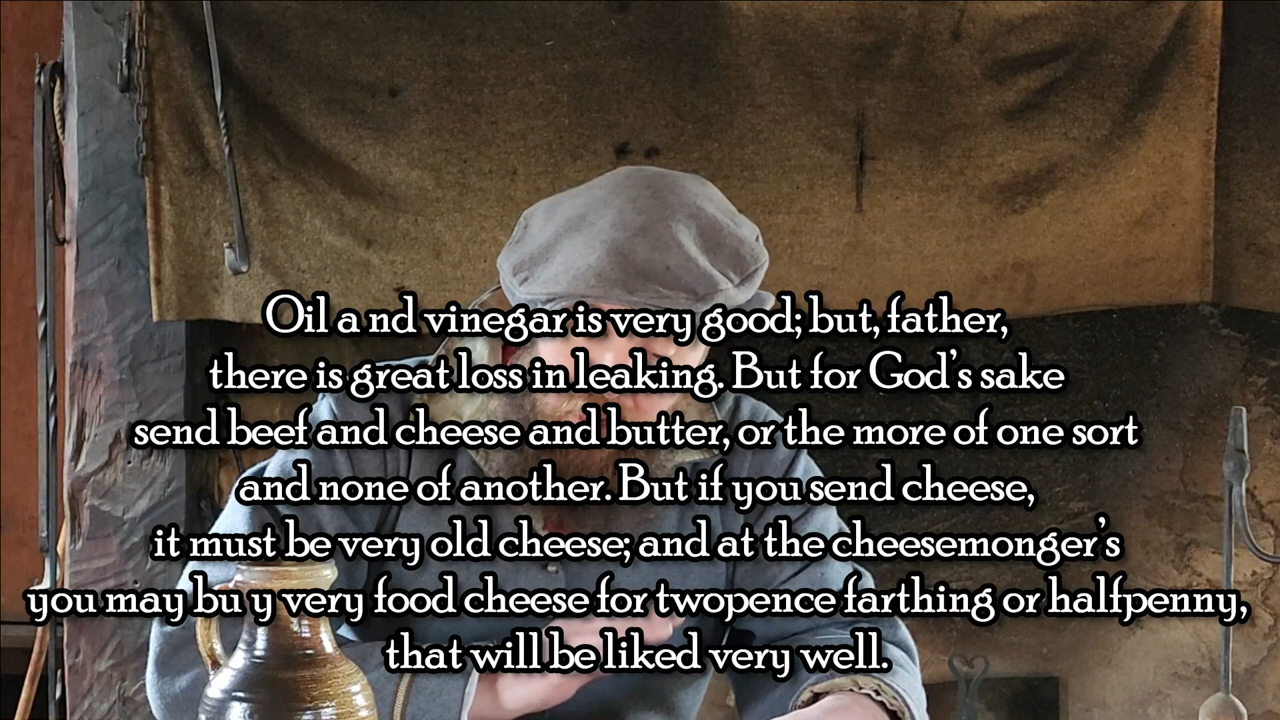 Oil a nd vinegar is very good; but, father,
there is great loss in leaking. But for God's sake
send beef and cheese and butter, or the more of one sort
and none of another. But if you send cheese,
it must be very old cheese; and at the cheesemonger's
you may bu y very food cheese for twopence farthing or halfpenny,
that will be liked very well.